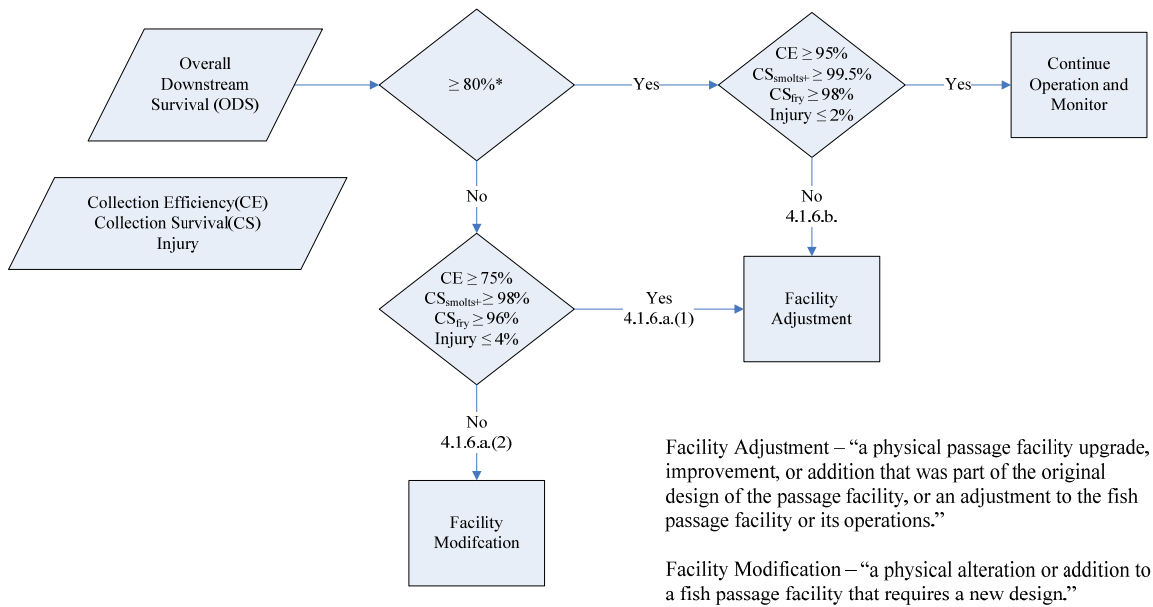 Overall
Downstream
Survival (ODS)
≥ 80%*
Yes
CE ≥ 95%
CSsmolts+ ≥ 99.5%
CSfry ≥ 98%
Injury ≤ 2%
Yes
Continue
Operation and
Monitor
Collection Efficiency(CE)
Collection Survival(CS)
Injury
No
No
4.1.6.b.
CE ≥ 75%
CSsmolts+ ≥ 98%
CSfry ≥ 96%
Injury ≤ 4%
Yes
4.1.6.a.(1)
Facility
Adjustment
No
4.1.6.a.(2)
Facility
Modifcation
Facility Adjustment – “a physical passage facility upgrade,
improvement, or addition that was part of the original
design of the passage facility, or an adjustment to the fish
passage facility or its operations.”
Facility Modification – “a physical alteration or addition to
a fish passage facility that requires a new design.”